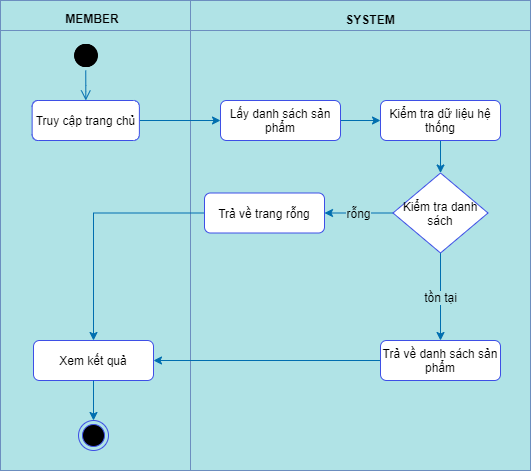 MEMBER
SYSTEM
Truy cập trang chủ
Lấy danh sách sản
phẩm
Kiểm tra dữ liệu hệ
thống
Kiểm tra danh
sách
rỗng
Trả về trang rỗng
tồn tại
Xem kết quả
Trả về danh sách sản
phẩm